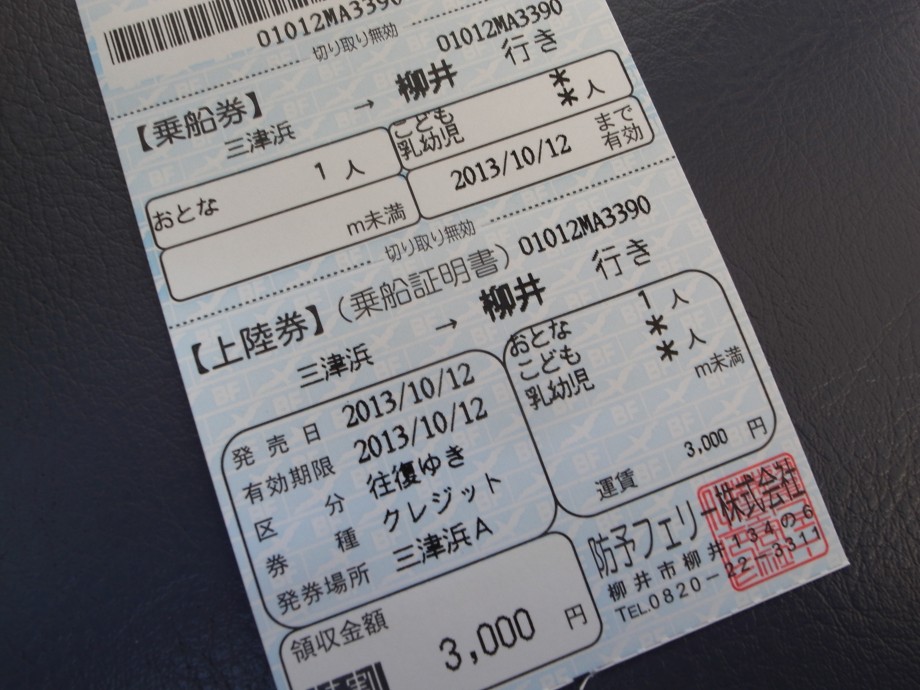 01012MA3390
切り取り無効
01012MA3390
【乗船券】
三津浜 → 柳井 行き
おとな 1 人
こども * 人
乳幼児 *
m未満
2013/10/12 まで有効
切り取り無効
01012MA3390
【上陸券】(乗船証明書)
三津浜 → 柳井 行き
発売日 2013/10/12
有効期限 2013/10/12
区分 往復ゆき
券種 クレジット
発券場所 三津浜A
おとな 1 人
こども * 人
乳幼児 *
m未満
運賃 3,000 円
防予フェリー株式会社
柳井市柳井134の6
TEL.0820-22-3311
領収金額 3,000 円